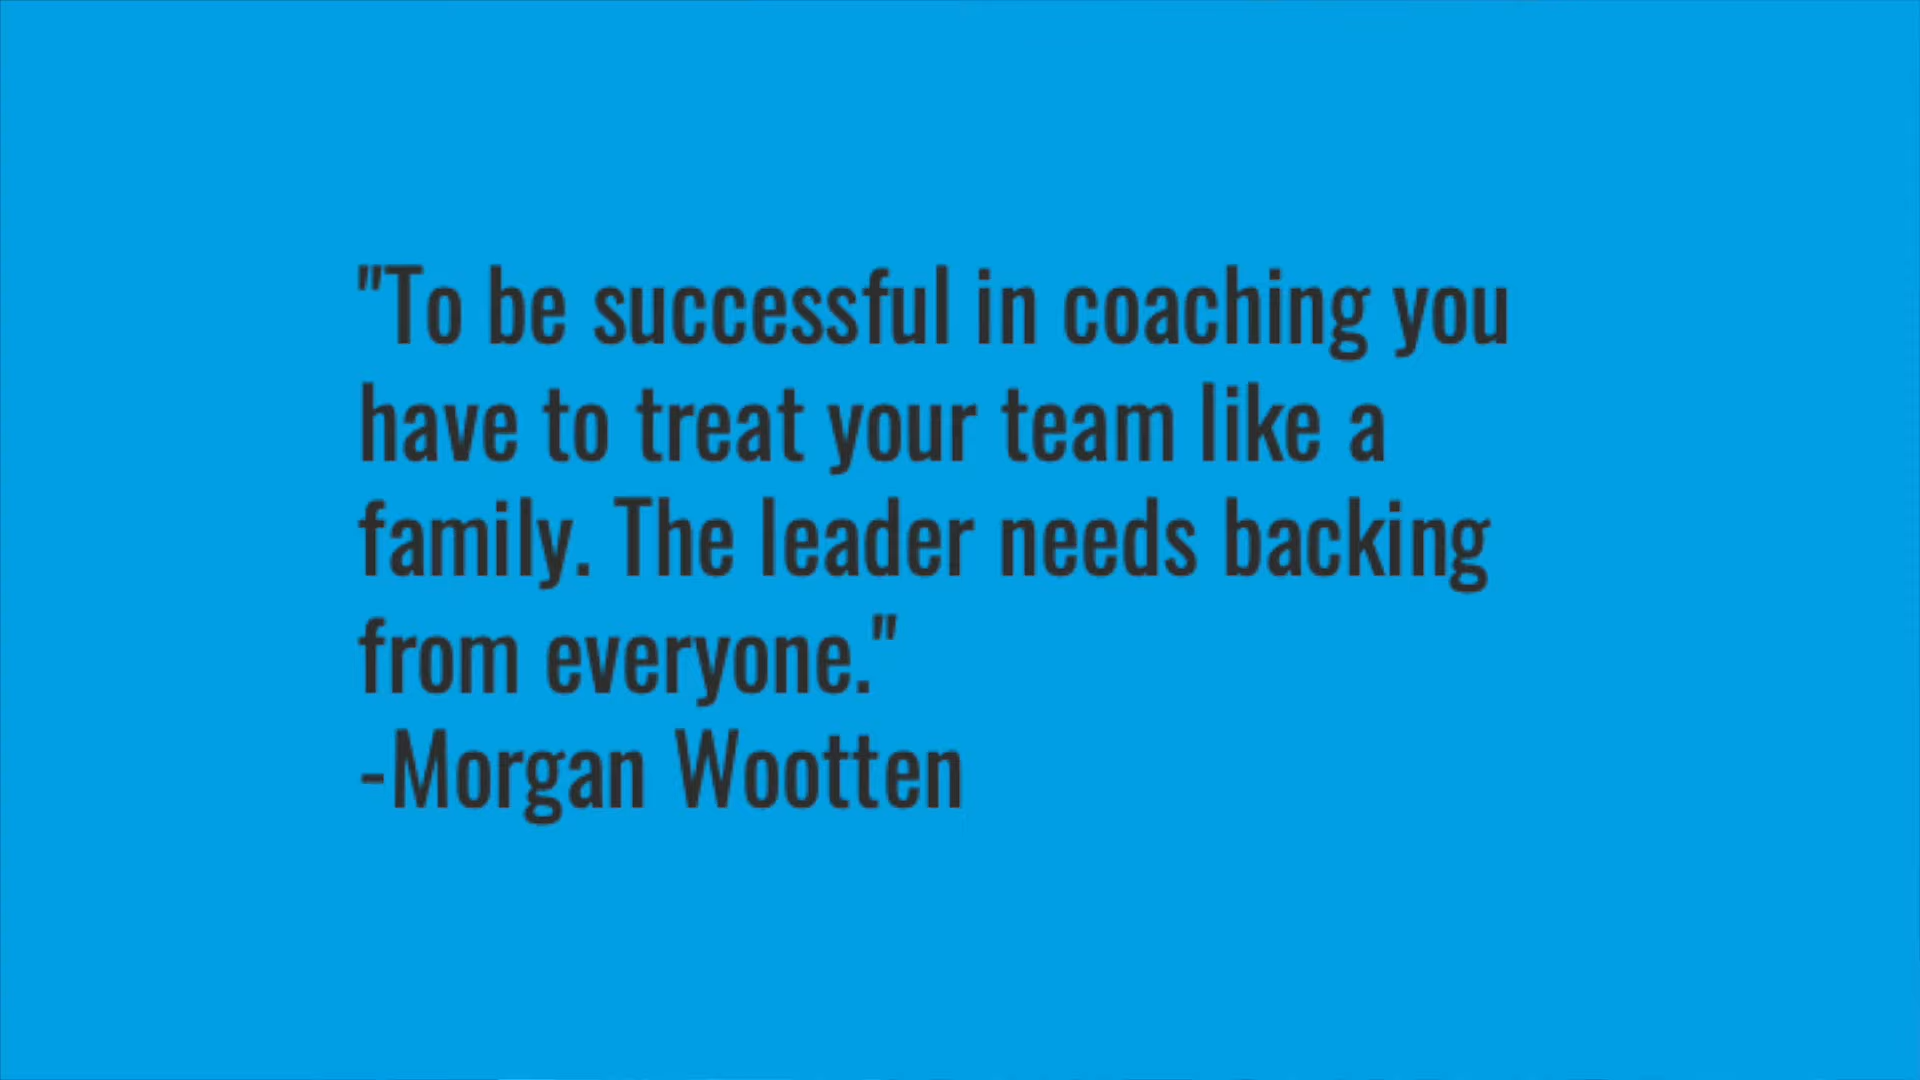 "To be successful in coaching you
have to treat your team like a
family. The leader needs backing
from everyone."
-Morgan Wootten